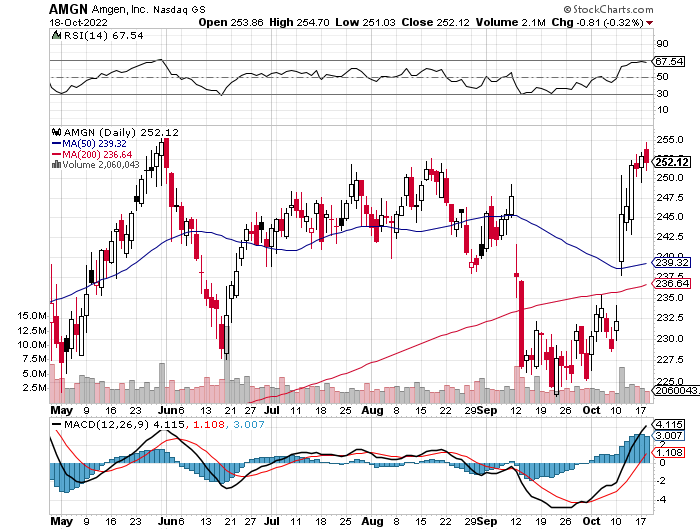 AMGN Amgen, Inc. Nasdaq GS © StockCharts.com
18-Oct-2022 Open 253.86 High 254.70 Low 251.03 Close 252.12 Volume 2.1M Chg -0.81 (-0.32%)
RSI(14) 67.54
90
67.54
50
30
10
AMGN (Daily) 252.12
MA(50) 239.32
MA(200) 236.64
Volume 2,060,043
255.0
252.12
250.0
247.5
245.0
242.5
240.0
239.32
237.5
236.64
235.0
232.5
230.0
227.5
225.0
2060043
15.0M
12.5M
10.0M
7.5M
5.0M
2.5M
May 9 16 23 Jun 6 13 21 27 Jul 11 18 25 Aug 8 15 22 29 Sep 12 19 26 Oct 10 17
MACD(12,26,9) 4.115, 1.108, 3.007
4.115
3.007
1.108
0
-2
-4
May 9 16 23 Jun 6 13 21 27 Jul 11 18 25 Aug 8 15 22 29 Sep 12 19 26 Oct 10 17